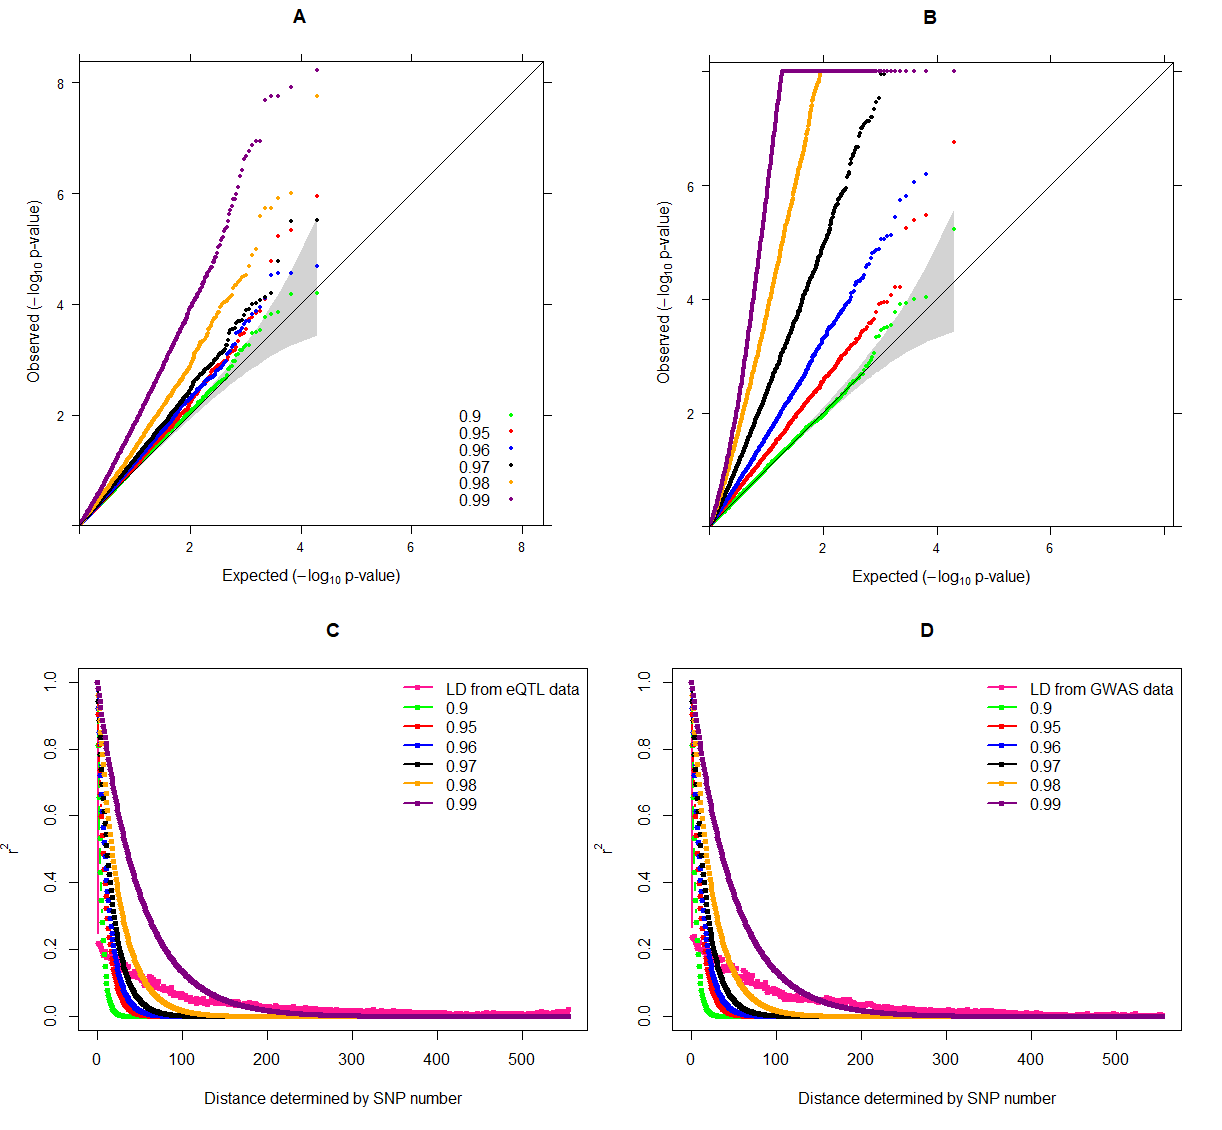 A
8
6
4
2
Observed (−log10 p-value)
0.9
0.95
0.96
0.97
0.98
0.99
2 4 6 8
Expected (−log10 p-value)
B
6
4
2
Observed (−log10 p-value)
2 4 6
Expected (−log10 p-value)
C
1.0
0.8
0.6
0.4
0.2
0.0
r2
LD from eQTL data
0.9
0.95
0.96
0.97
0.98
0.99
0 100 200 300 400 500
Distance determined by SNP number
D
1.0
0.8
0.6
0.4
0.2
0.0
r2
LD from GWAS data
0.9
0.95
0.96
0.97
0.98
0.99
0 100 200 300 400 500
Distance determined by SNP number